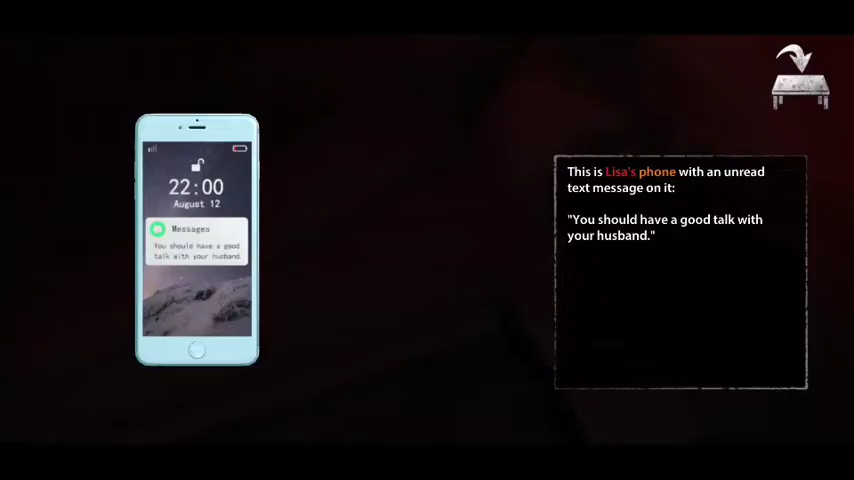 22:00
August 12
Messages
You should have a good
talk with your husband.
This is Lisa's phone with an unread
text message on it:
"You should have a good talk with
your husband."